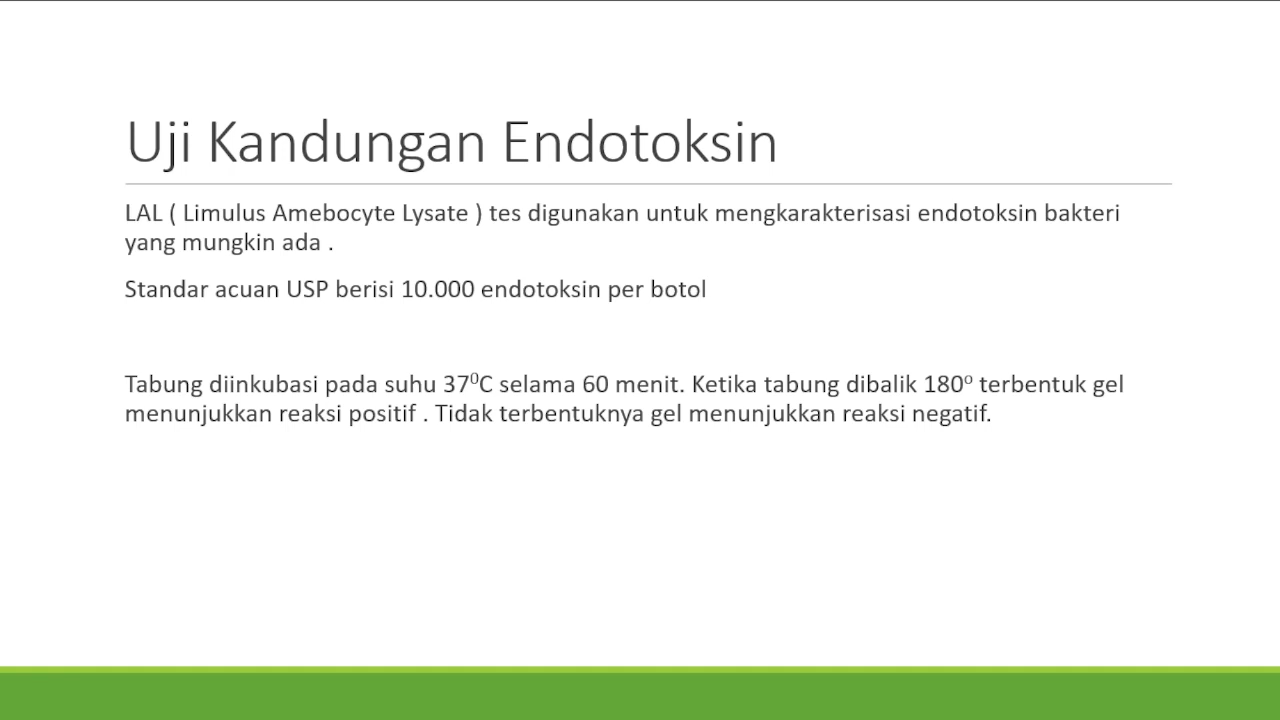 Uji Kandungan Endotoksin
LAL ( Limulus Amebocyte Lysate ) tes digunakan untuk mengkarakterisasi endotoksin bakteri
yang mungkin ada .
Standar acuan USP berisi 10.000 endotoksin per botol
Tabung diinkubasi pada suhu 37⁰C selama 60 menit. Ketika tabung dibalik 180ᵒ terbentuk gel
menunjukkan reaksi positif . Tidak terbentuknya gel menunjukkan reaksi negatif.